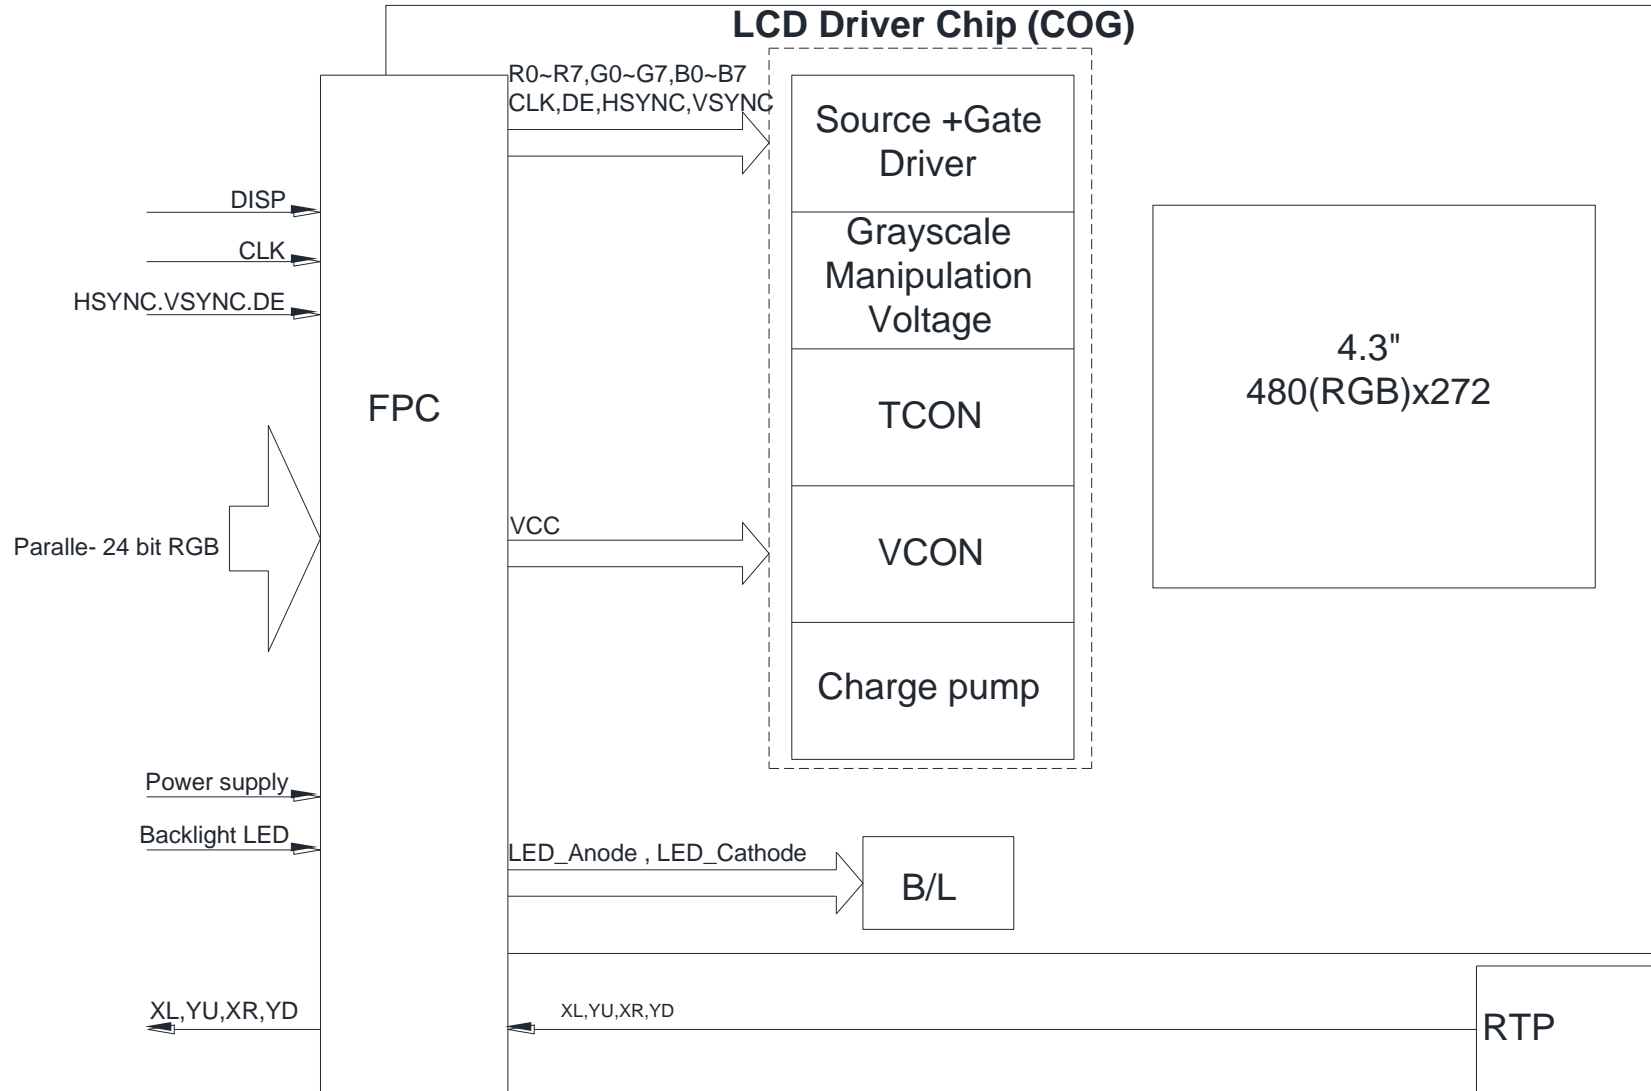 LCD Driver Chip (COG)
R0~R7,G0~G7,B0~B7
CLK,DE,HSYNC,VSYNC
Source +Gate
Driver
DISP
CLK
HSYNC.VSYNC.DE
Grayscale
Manipulation
Voltage
4.3"
480(RGB)x272
FPC
TCON
Paralle- 24 bit RGB
VCC
VCON
Charge pump
Power supply
Backlight LED
LED_Anode , LED_Cathode
B/L
XL,YU,XR,YD
XL,YU,XR,YD
RTP